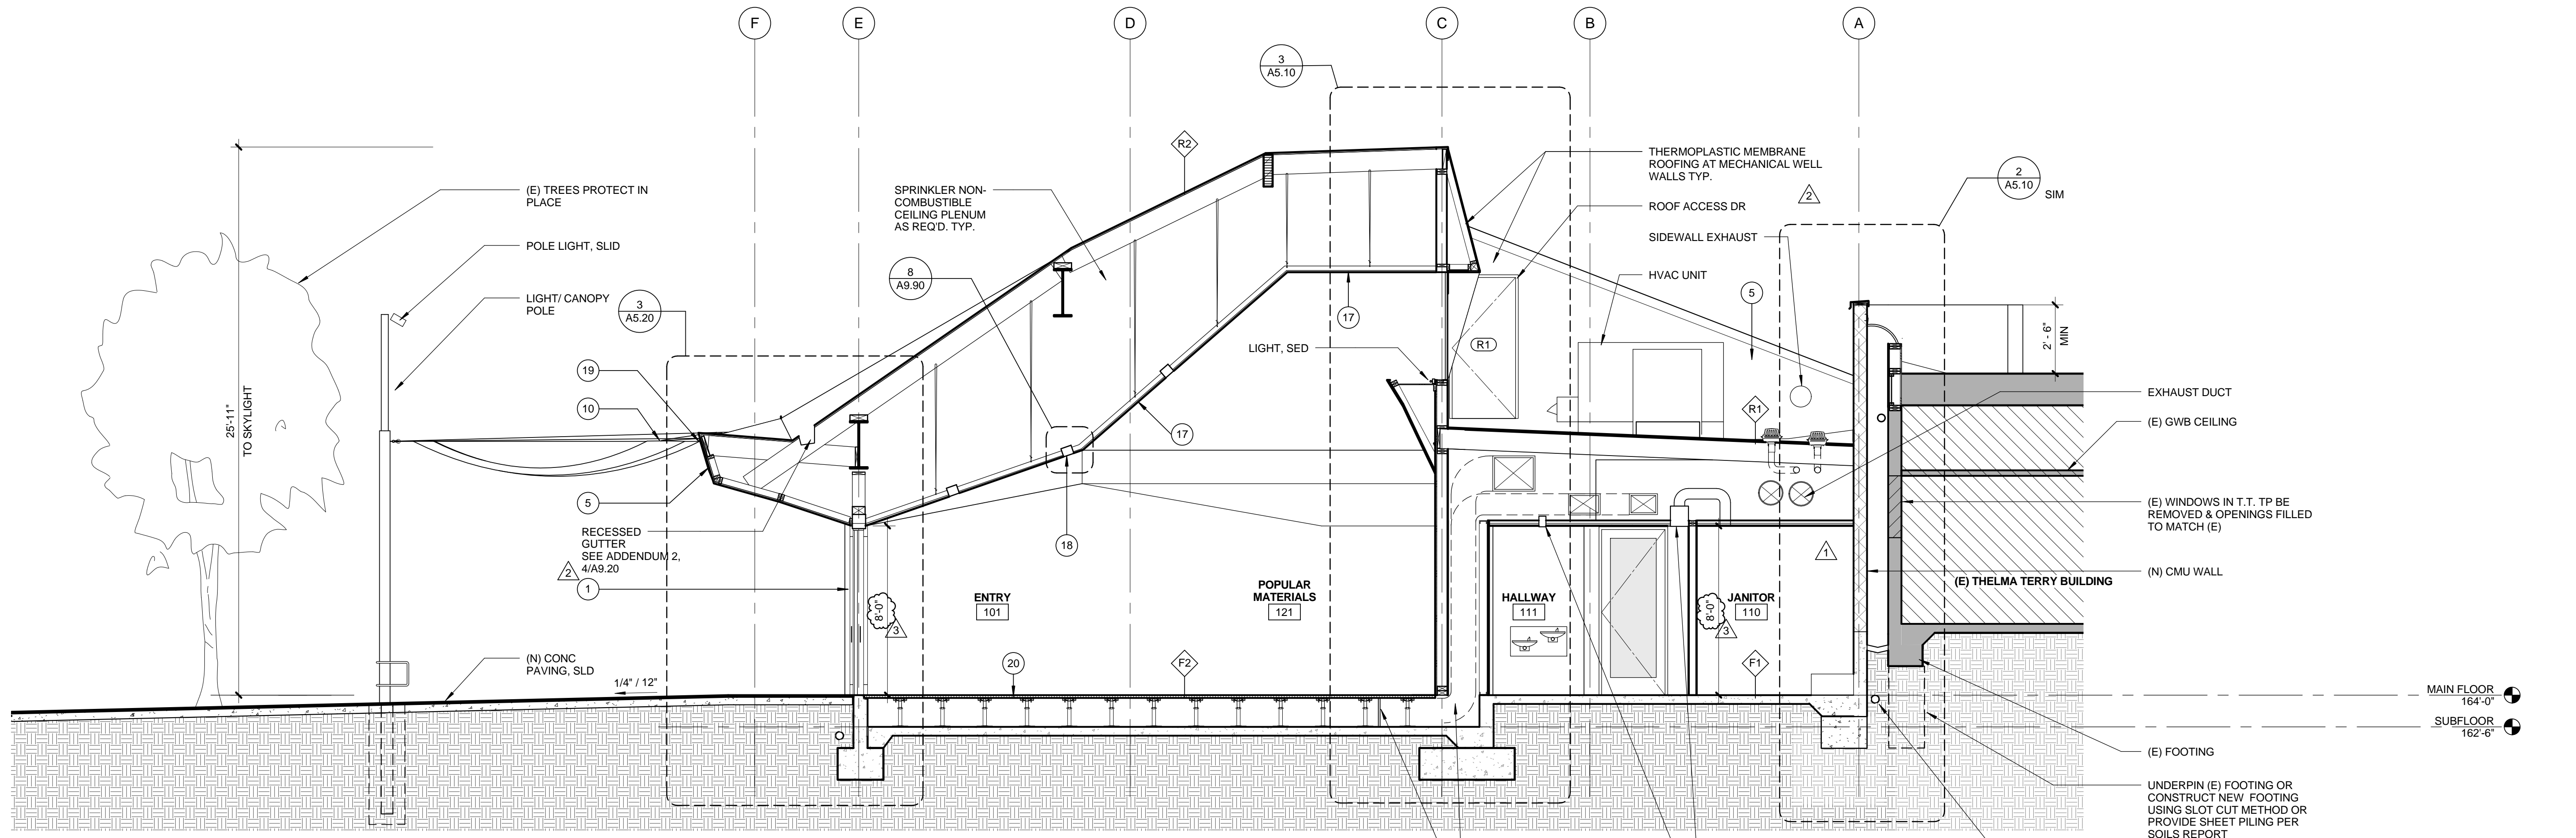 F
E
D
C
B
A
3
A5.10
R2
THERMOPLASTIC MEMBRANE
ROOFING AT MECHANICAL WELL
WALLS TYP.
2
2
A5.10
SIM
(E) TREES PROTECT IN
PLACE
SPRINKLER NON-
COMBUSTIBLE
CEILING PLENUM
AS REQ'D. TYP.
ROOF ACCESS DR
SIDEWALL EXHAUST
POLE LIGHT, SLID
HVAC UNIT
8
A9.90
LIGHT/ CANOPY
POLE
3
A5.20
5
17
R1
LIGHT, SED
2' - 6"
MIN
19
10
25'-11"
TO SKYLIGHT
EXHAUST DUCT
R1
(E) GWB CEILING
17
5
RECESSED
GUTTER
SEE ADDENDUM 2,
4/A9.20
2
18
(E) WINDOWS IN T.T. TP BE
REMOVED & OPENINGS FILLED
TO MATCH (E)
1
1
(N) CMU WALL
(E) THELMA TERRY BUILDING
8'-0"
3
ENTRY
101
POPULAR
MATERIALS
121
HALLWAY
111
8'-0"
3
JANITOR
110
(N) CONC
PAVING, SLD
1/4" / 12"
20
F2
F1
MAIN FLOOR
164'-0"
SUBFLOOR
162'-6"
(E) FOOTING
UNDERPIN (E) FOOTING OR
CONSTRUCT NEW FOOTING
USING SLOT CUT METHOD OR
PROVIDE SHEET PILING PER
SOILS REPORT